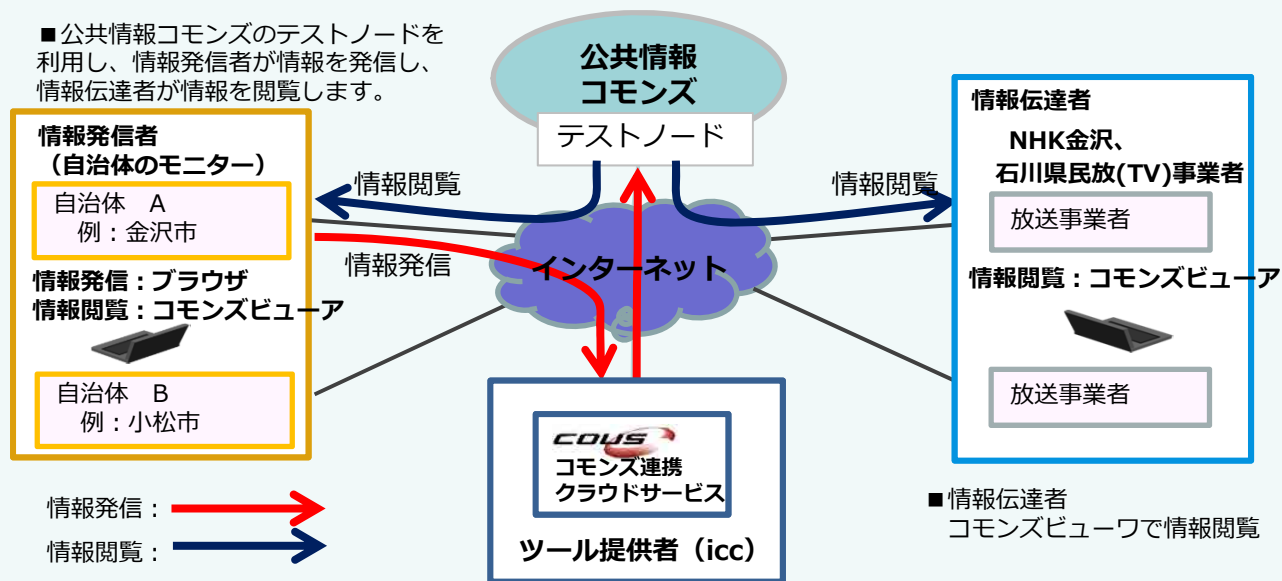 ■公共情報コモンズのテストノードを
利用し、情報発信者が情報を発信し、
情報伝達者が情報を閲覧します。
公共情報
コモンズ
テストノード
情報発信者
（自治体のモニター）
自治体　A
例：金沢市
情報発信：ブラウザ
情報閲覧：コモンズビューア
自治体　B
例：小松市
情報閲覧
情報発信
インターネット
情報閲覧
情報伝達者
NHK金沢、
石川県民放(TV)事業者
放送事業者
情報閲覧：コモンズビューア
放送事業者
COUS
コモンズ連携
クラウドサービス
ツール提供者（icc）
情報発信：
情報閲覧：
■情報伝達者
コモンズビューワで情報閲覧